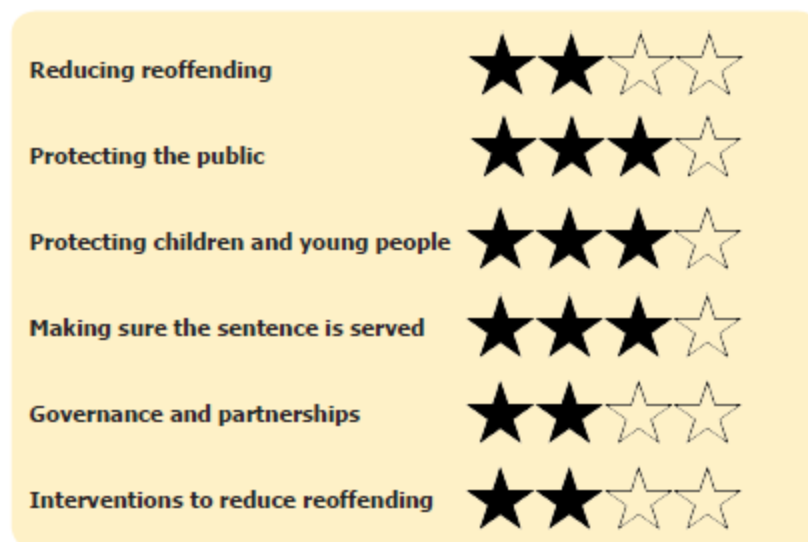 Reducing reoffending
Protecting the public
Protecting children and young people
Making sure the sentence is served
Governance and partnerships
Interventions to reduce reoffending